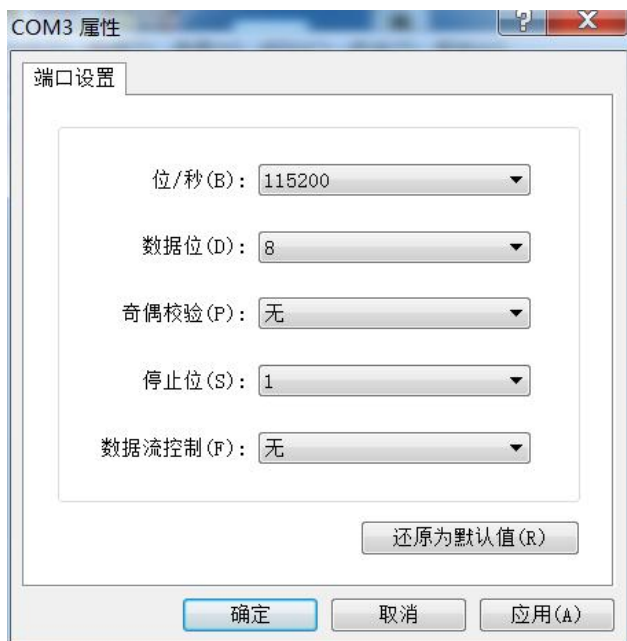 COM3 属性
端口设置
位/秒(B): 115200
数据位(D): 8
奇偶校验(P): 无
停止位(S): 1
数据流控制(F): 无
还原为默认值(R)
确定 取消 应用(A)